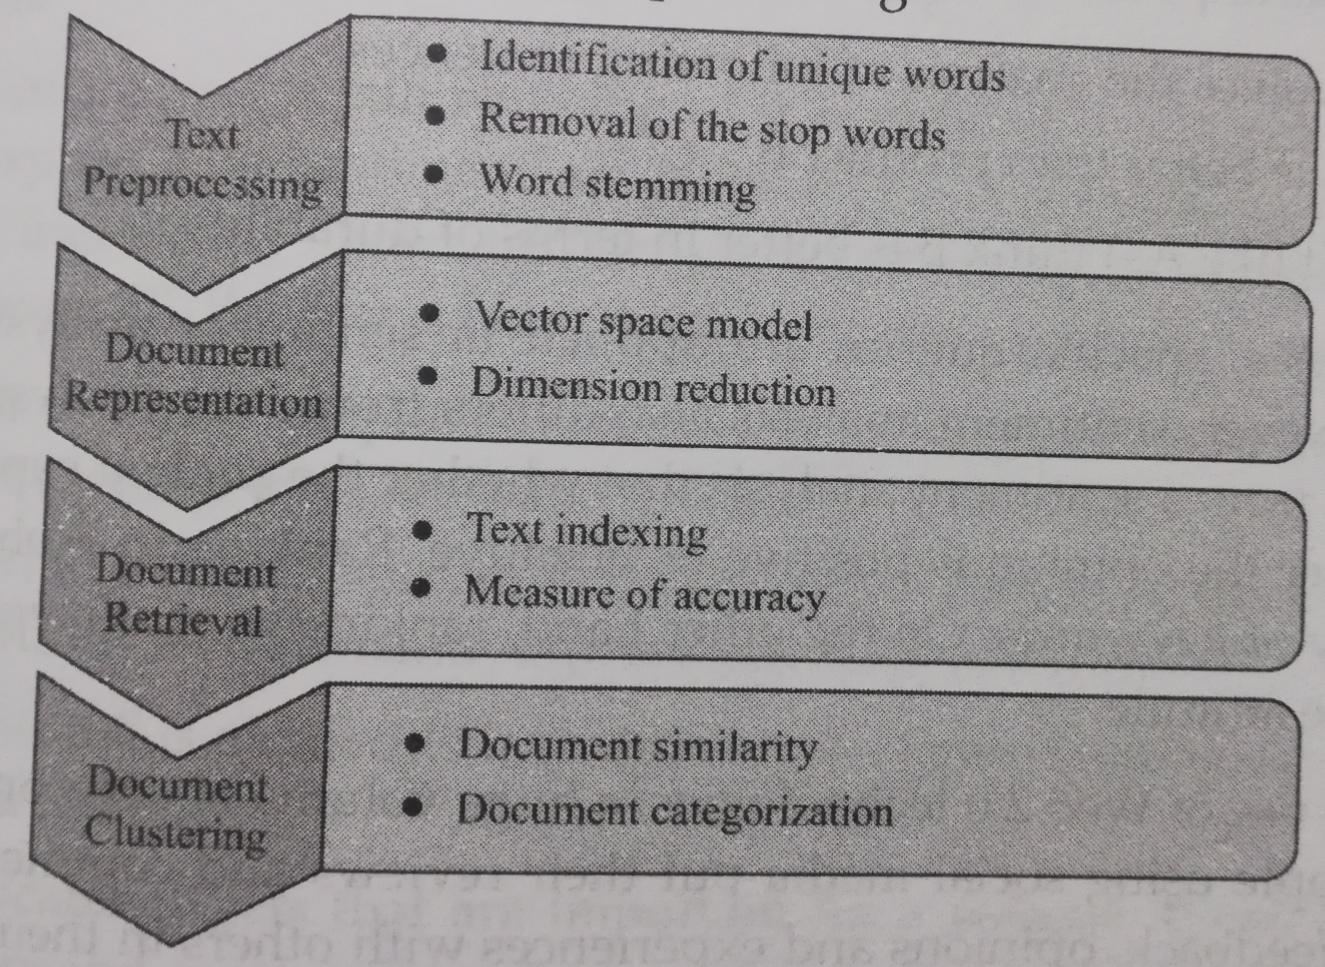 Text
Preprocessing
• Identification of unique words
• Removal of the stop words
• Word stemming
Document
Representation
• Vector space model
• Dimension reduction
Document
Retrieval
• Text indexing
• Measure of accuracy
Document
Clustering
• Document similarity
• Document categorization